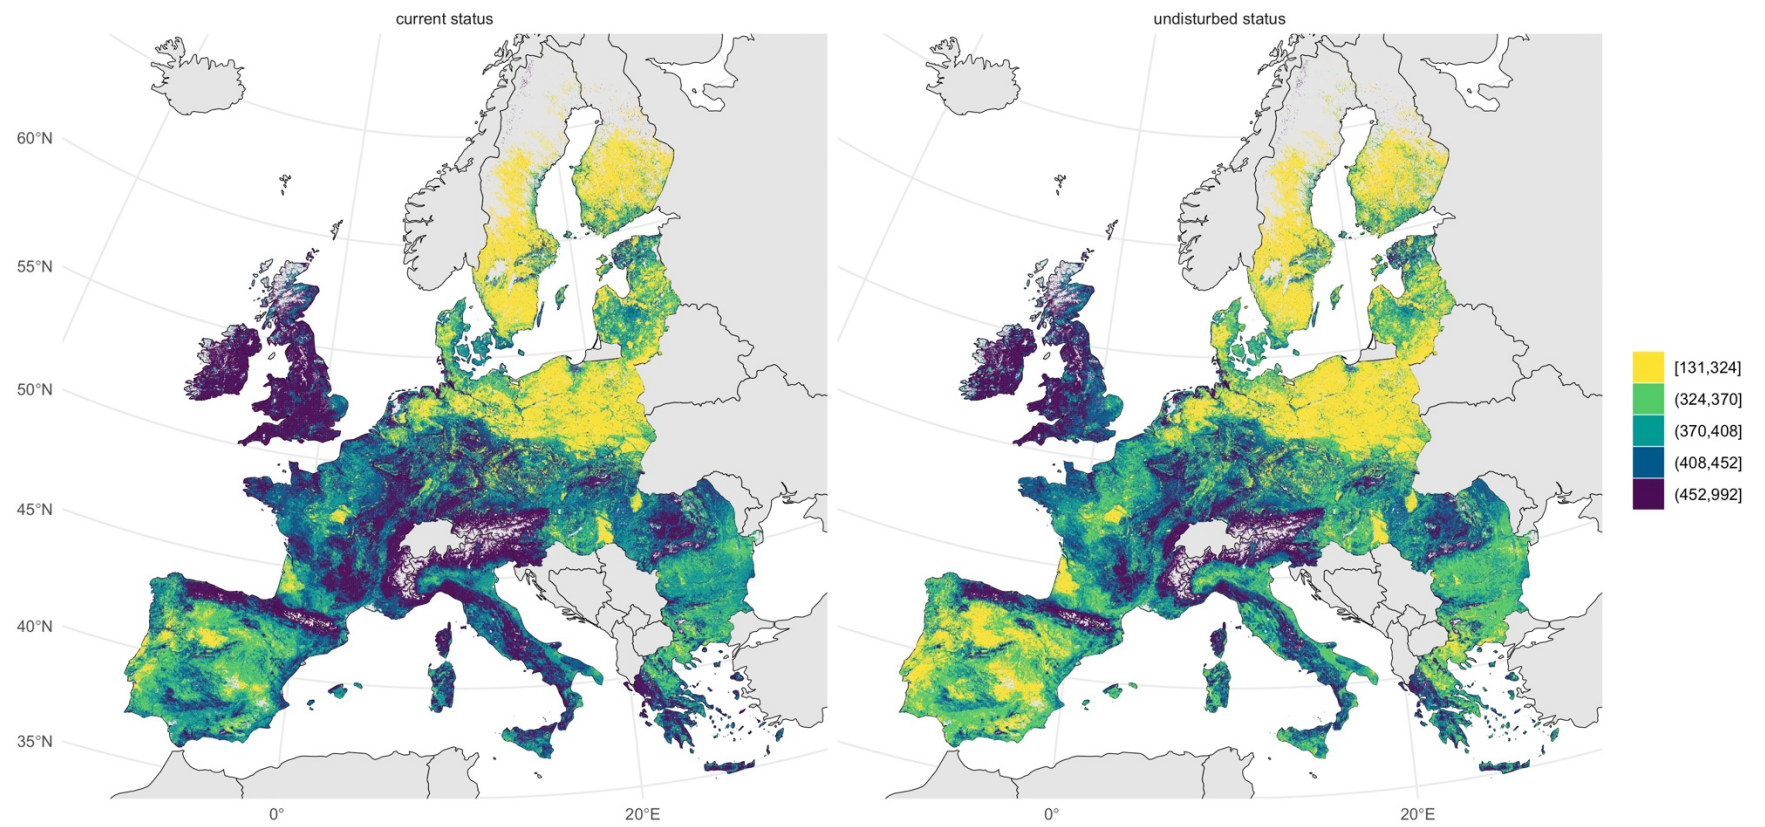 current status
undisturbed status
60°N
55°N
50°N
45°N
40°N
35°N
0°
20°E
0°
20°E
[131,324]
(324,370]
(370,408]
(408,452]
(452,992]